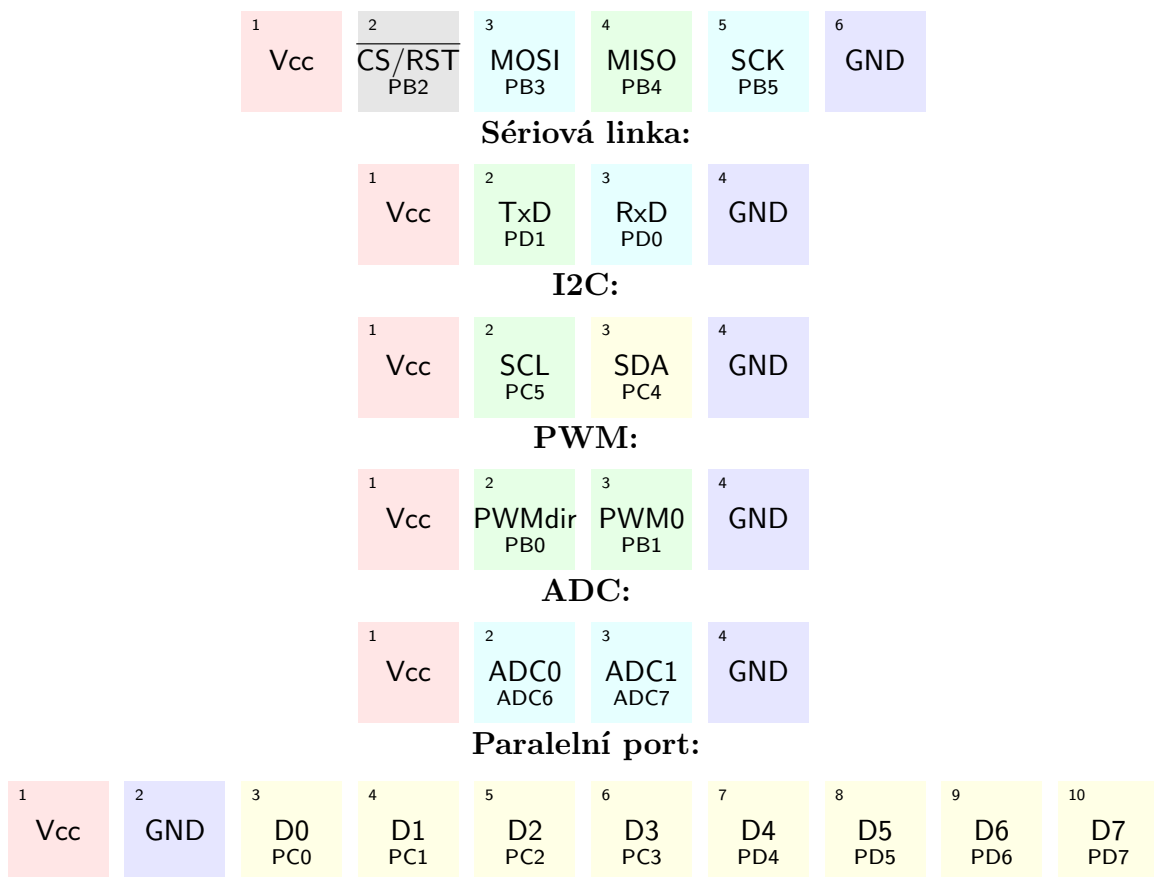 1 2 3 4 5 6
Vcc CS/RST MOSI MISO SCK GND
PB2 PB3 PB4 PB5
Sériová linka:
1 2 3 4
Vcc TxD RxD GND
PD1 PD0
I2C:
1 2 3 4
Vcc SCL SDA GND
PC5 PC4
PWM:
1 2 3 4
Vcc PWMdir PWM0 GND
PB0 PB1
ADC:
1 2 3 4
Vcc ADC0 ADC1 GND
ADC6 ADC7
Paralelní port:
1 2 3 4 5 6 7 8 9 10
Vcc GND D0 D1 D2 D3 D4 D5 D6 D7
PC0 PC1 PC2 PC3 PD4 PD5 PD6 PD7